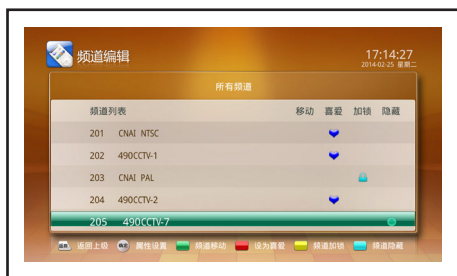 频道编辑
17:14:27
2014-02-25 星期二
所有频道
频道列表 移动 喜爱 加锁 隐藏
201 CNAI NTSC
202 490CCTV-1
203 CNAI PAL
204 490CCTV-2
205 490CCTV-7
返回上级 确定 属性设置 频道移动 设为喜爱 频道加锁 频道隐藏